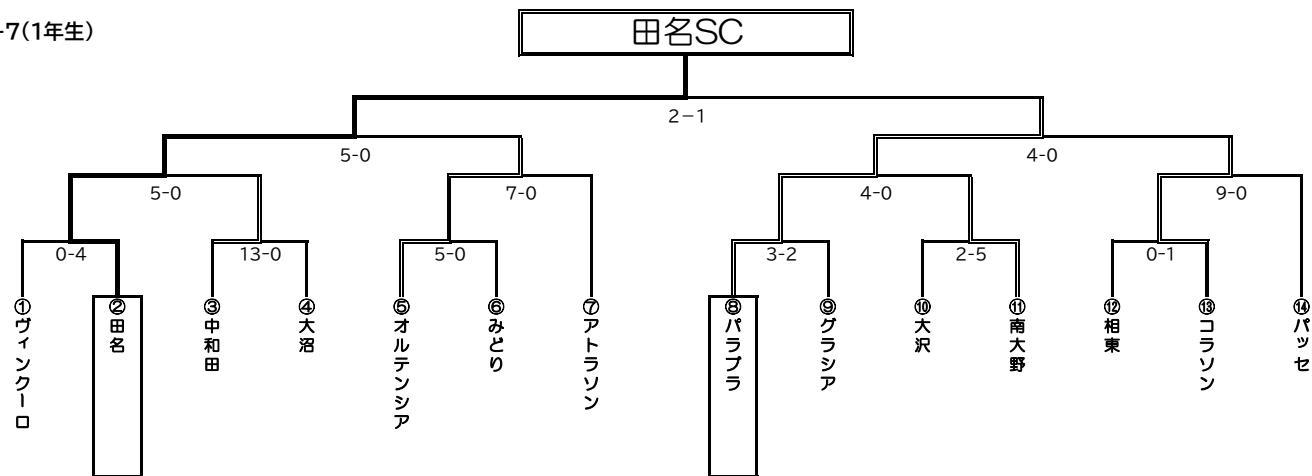 -7(1年生)
田名SC
2-1
5-0
4-0
5-0
7-0
4-0
9-0
0-4
13-0
5-0
3-2
2-5
0-1
①ヴィンクーロ
②田名
③中和田
④大沼
⑤オルテンシア
⑥みどり
⑦アトラソン
⑧パラブラ
⑨グラシア
⑩大沢
⑪南大野
⑫相東
⑬コラソン
⑭パッセ